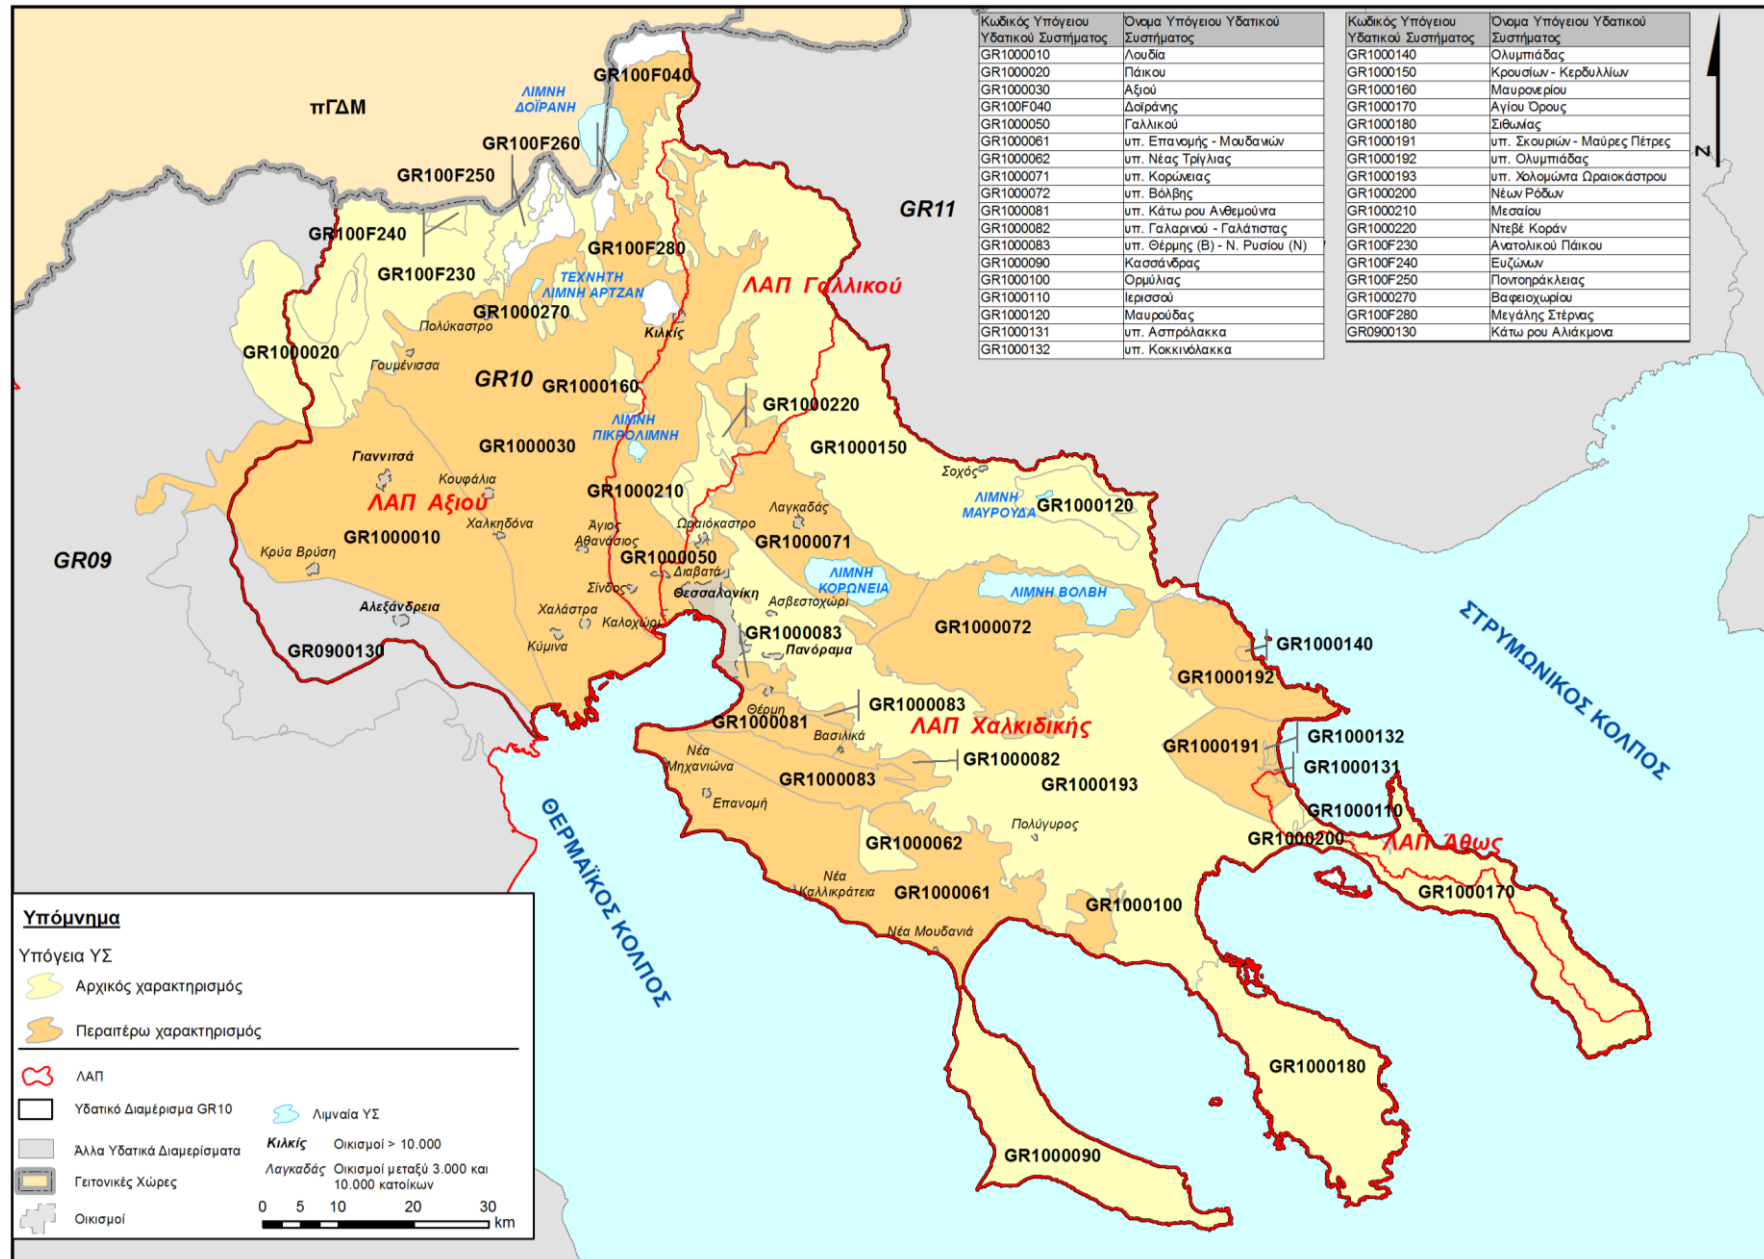 Κωδικός Υπόγειου Υδατικού Συστήματος | Όνομα Υπόγειου Υδατικού Συστήματος
GR1000010 Λουδία
GR1000020 Πάικου
GR1000030 Αξιού
GR100F040 Δοϊράνης
GR1000050 Γαλλικού
GR1000061 υπ. Επανομής - Μουδανιών
GR1000062 υπ. Νέας Τρίγλιας
GR1000071 υπ. Κορώνειας
GR1000072 υπ. Βόλβης
GR1000081 υπ. Κάτω ρου Ανθεμούντα
GR1000082 υπ. Γαλαρινού - Γαλάτιστας
GR1000083 υπ. Θέρμης (Β) - Ν. Ρυσίου (Ν)
GR1000090 Κασσάνδρας
GR1000100 Ορμύλιας
GR1000110 Ιερισσού
GR1000120 Μαυρούδας
GR1000131 υπ. Ασπρόλακκα
GR1000132 υπ. Κοκκινόλακκα
Κωδικός Υπόγειου Υδατικού Συστήματος | Όνομα Υπόγειου Υδατικού Συστήματος
GR1000140 Ολυμπιάδας
GR1000150 Κρουσίων - Κερδυλλίων
GR1000160 Μαυρονερίου
GR1000170 Αγίου Όρους
GR1000180 Σιθωνίας
GR1000191 υπ. Σκουριών - Μαύρες Πέτρες
GR1000192 υπ. Ολυμπιάδας
GR1000193 υπ. Χολομώντα Ωραιοκάστρου
GR1000200 Νέων Ρόδων
GR1000210 Μεσαίου
GR1000220 Ντεβέ Κοράν
GR100F230 Ανατολικού Πάικου
GR100F240 Ευζώνων
GR100F250 Ποντοηράκλειας
GR1000270 Βαφειοχωρίου
GR100F280 Μεγάλης Στέρνας
GR0900130 Κάτω ρου Αλιάκμονα
N
GR100F040
ΛΙΜΝΗ
ΔΟΪΡΑΝΗ
πΓΔΜ
GR100F260
GR100F250
GR11
GR100F240
GR100F280
GR100F230
ΤΕΧΝΗΤΗ
ΛΙΜΝΗ ΑΡΤΖΑΝ
ΛΑΠ Γαλλικού
GR1000270
Πολύκαστρο
Κιλκίς
GR1000020
Γουμένισσα
GR10
GR1000160
GR1000220
ΛΙΜΝΗ
ΠΙΚΡΟΛΙΜΝΗ
GR1000030
GR1000150
Γιαννιτσά
Σοχός
Κουφάλια
GR1000210
ΛΑΠ Αξιού
ΛΙΜΝΗ
ΜΑΥΡΟΥΔΑ
GR1000120
Λαγκαδάς
Χαλκηδόνα
Άγιος
Αθανάσιος
Ωραιόκαστρο
GR1000010
GR1000071
Κρύα Βρύση
GR09
GR1000050
Διαβατά
ΛΙΜΝΗ
ΚΟΡΩΝΕΙΑ
ΛΙΜΝΗ ΒΟΛΒΗ
Σίνδος
Θεσσαλονίκη
Αλεξάνδρεια
Χαλάστρα
Καλοχώρι
Ασβεστοχώρι
GR1000072
GR1000083
Κύμινα
Πανόραμα
GR0900130
GR1000140
GR1000192
ΣΤΡΥΜΩΝΙΚΟΣ ΚΟΛΠΟΣ
GR1000083
Θέρμη
GR1000081
ΛΑΠ Χαλκιδικής
Βασιλικά
GR1000132
GR1000191
Νέα
Μηχανιώνα
GR1000082
GR1000131
GR1000083
GR1000193
Επανομή
GR1000110
ΘΕΡΜΑΪΚΟΣ ΚΟΛΠΟΣ
Πολύγυρος
GR1000200
ΛΑΠ Άθως
GR1000062
Νέα
Καλλικράτεια
GR1000061
GR1000170
GR1000100
Νέα Μουδανιά
GR1000180
GR1000090
Υπόμνημα
Υπόγεια ΥΣ
Αρχικός χαρακτηρισμός
Περαιτέρω χαρακτηρισμός
ΛΑΠ
Υδατικό Διαμέρισμα GR10
Λιμναία ΥΣ
Άλλα Υδατικά Διαμερίσματα
Κιλκίς Οικισμοί > 10.000
Γειτονικές Χώρες
Λαγκαδάς Οικισμοί μεταξύ 3.000 και
10.000 κατοίκων
Οικισμοί
0 5 10 20 30
km